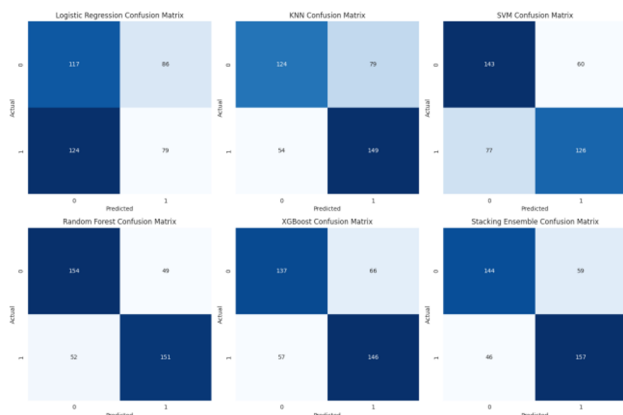 Logistic Regression Confusion Matrix
0 117 86
Actual
1 124 79
0 1
Predicted
KNN Confusion Matrix
0 124 79
Actual
1 54 149
0 1
Predicted
SVM Confusion Matrix
0 143 60
Actual
1 77 126
0 1
Predicted
Random Forest Confusion Matrix
0 154 49
Actual
1 52 151
0 1
Predicted
XGBoost Confusion Matrix
0 137 66
Actual
1 57 146
0 1
Predicted
Stacking Ensemble Confusion Matrix
0 144 59
Actual
1 46 157
0 1
Predicted